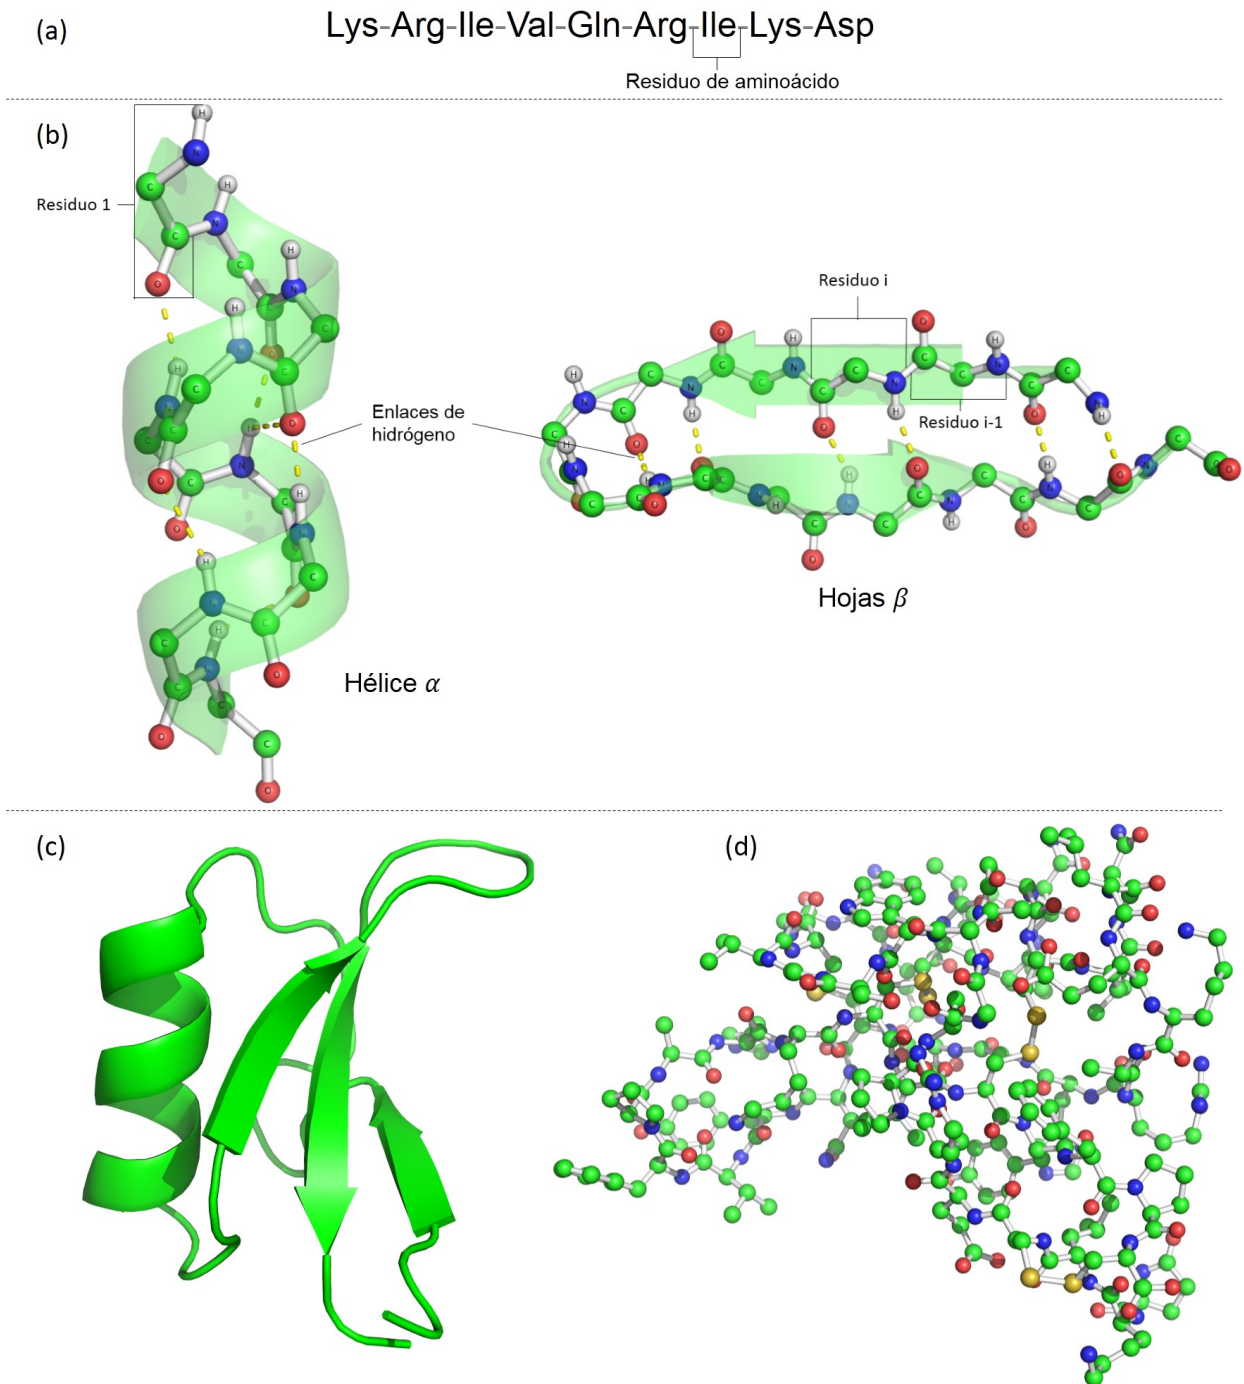 (a)
Lys-Arg-Ile-Val-Gln-Arg-Ile-Lys-Asp
Residuo de aminoácido
(b)
Residuo 1
Enlaces de
hidrógeno
Hélice α
Residuo i
Residuo i-1
Hojas β
(c)
(d)